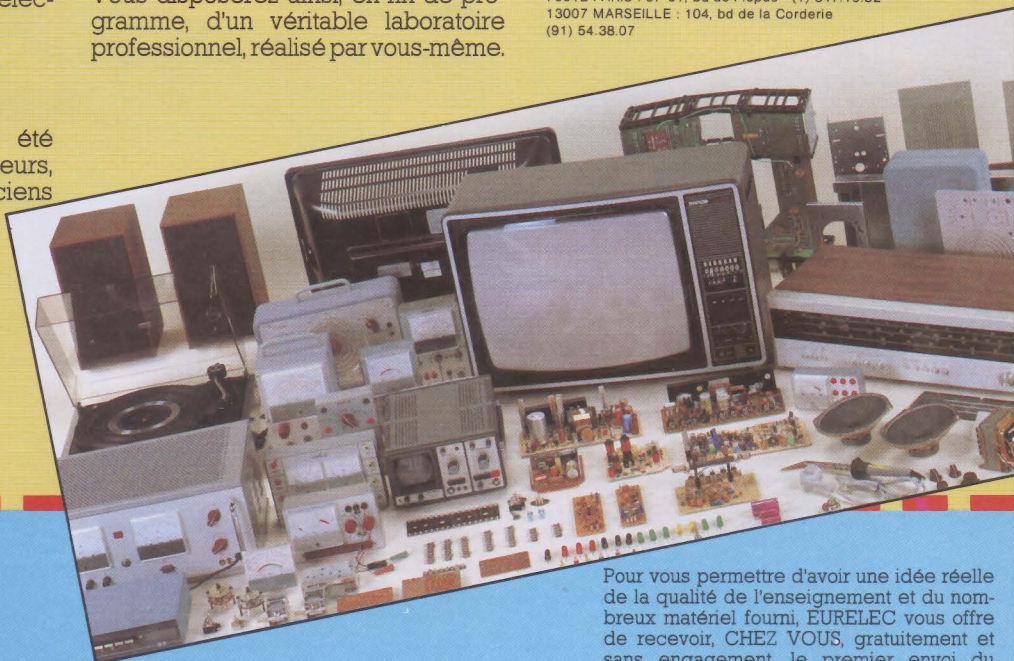 élec-
Vous disposerez ainsi, en fin de pro-
gramme, d'un véritable laboratoire
professionnel, réalisé par vous-même.
13007 MARSEILLE : 104, bd de la Corderie
(91) 54.38.07
été
eurs,
ciens
Pour vous permettre d'avoir une idée réelle
de la qualité de l'enseignement et du nom-
breux matériel fourni, EURELEC vous offre
de recevoir, CHEZ VOUS, gratuitement et
sans engagement, le premier envoi du